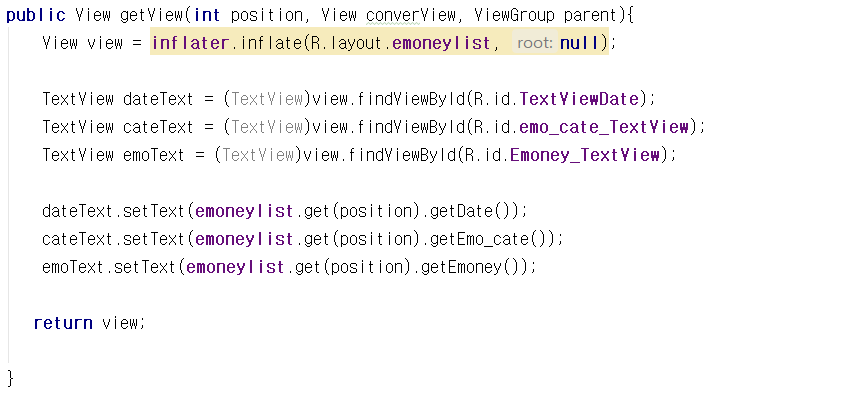 public View getView(int position, View converView, ViewGroup parent){
View view = inflater.inflate(R.layout.emoneylist, root: null);
TextView dateText = (TextView)view.findViewById(R.id.TextViewDate);
TextView cateText = (TextView)view.findViewById(R.id.emo_cate_TextView);
TextView emoText = (TextView)view.findViewById(R.id.Emoney_TextView);
dateText.setText(emoneylist.get(position).getDate());
cateText.setText(emoneylist.get(position).getEmo_cate());
emoText.setText(emoneylist.get(position).getEmoney());
return view;
}